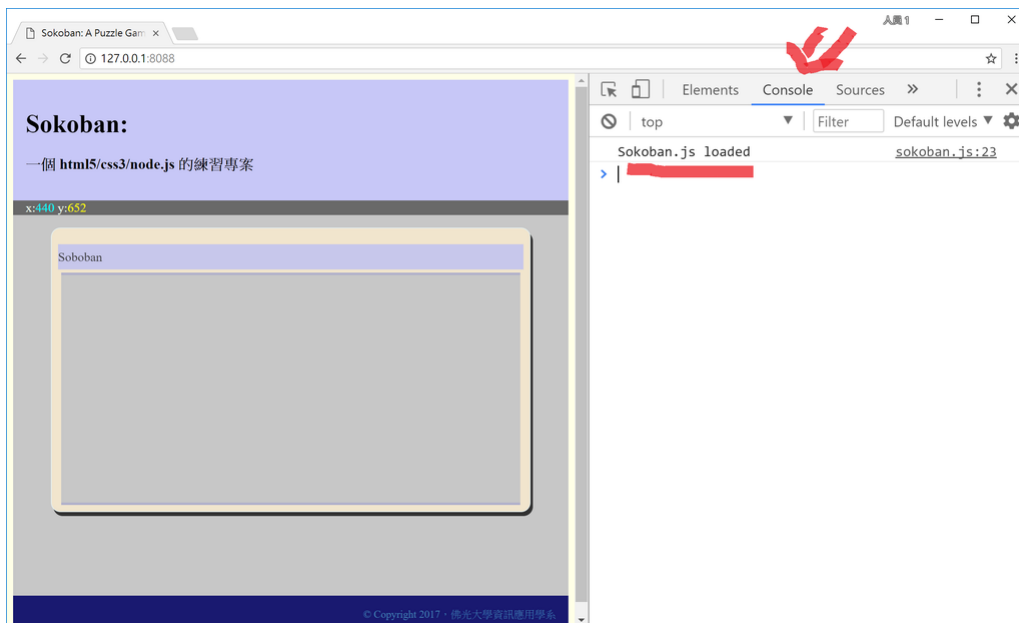 人員1
Sokoban: A Puzzle Gam
127.0.0.1:8088
Elements Console Sources »
top Filter Default levels
Sokoban.js loaded sokoban.js:23
Sokoban:
一個 html5/css3/node.js 的練習專案
x:440 y:652
Soboban
© Copyright 2017、佛光大學資訊應用學系